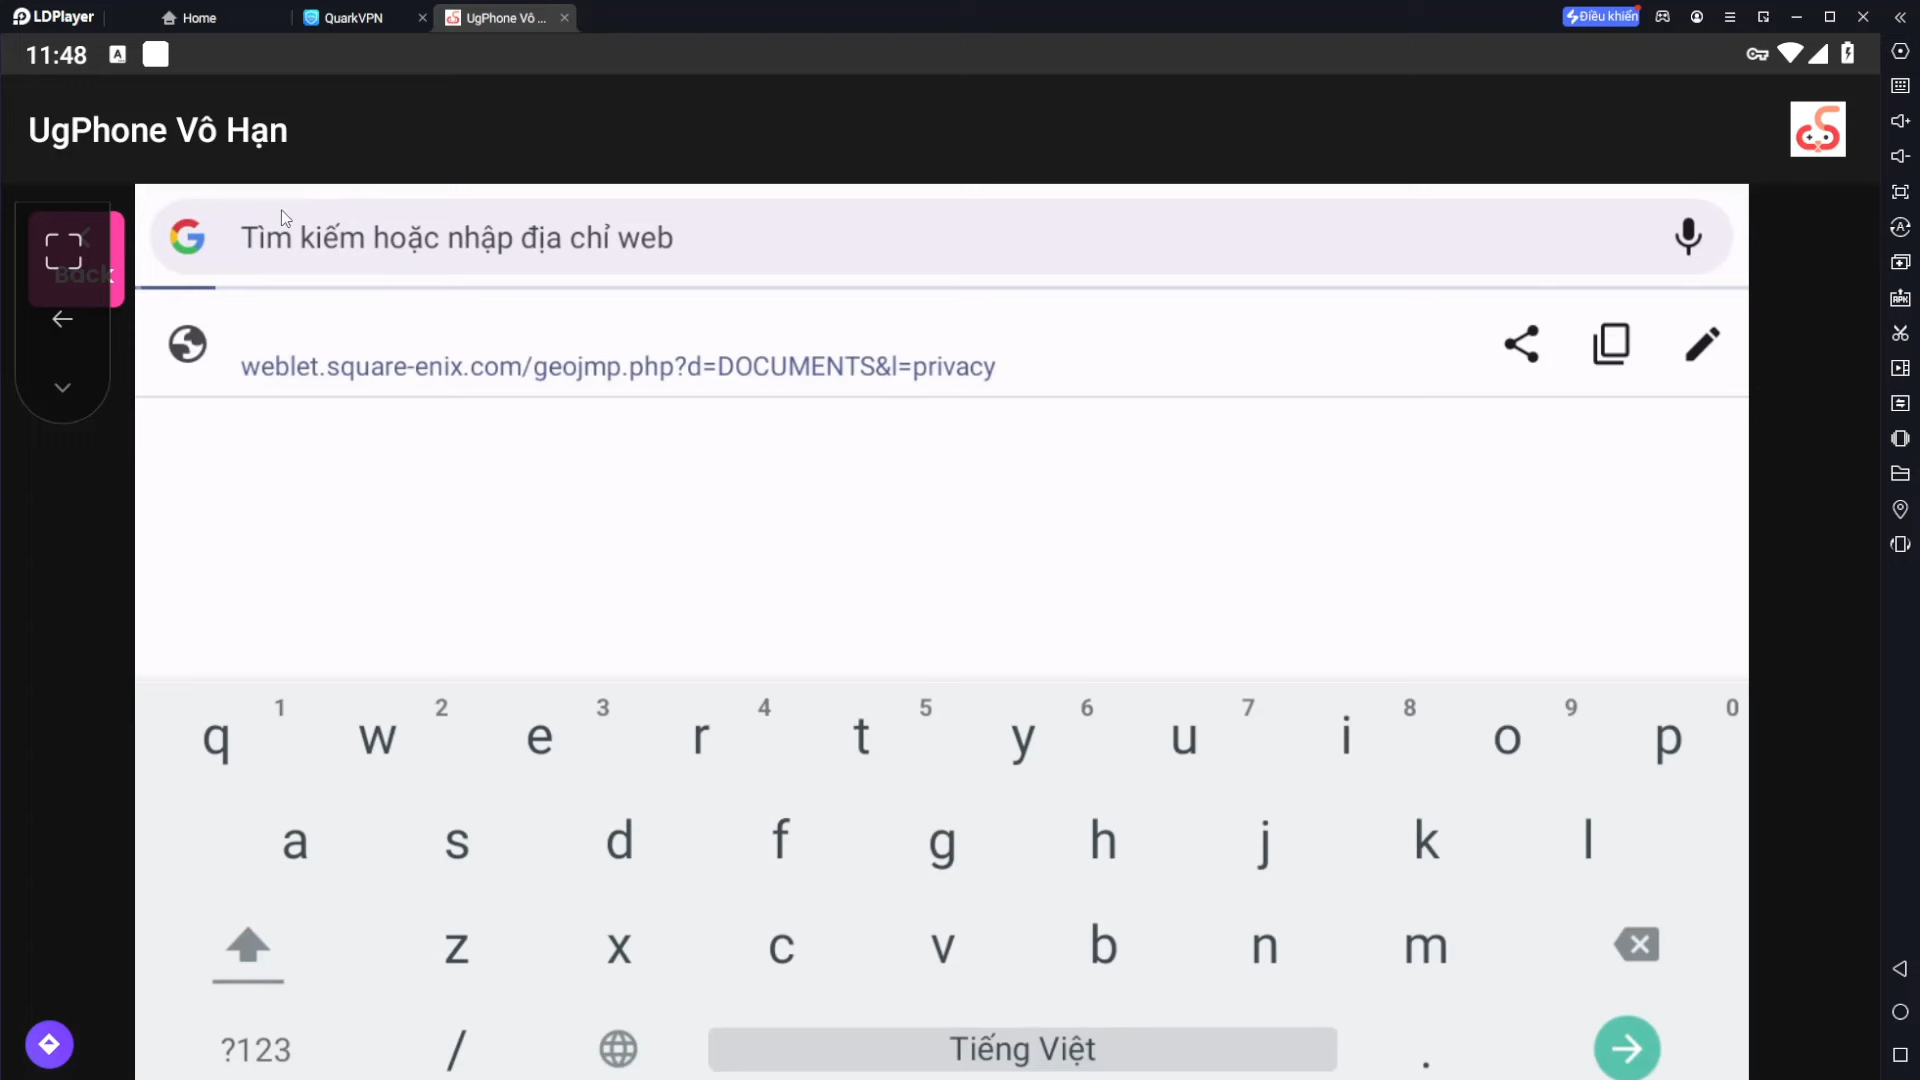 LDPlayer
Home
QuarkVPN
UgPhone Vô ...
Điều khiển
11:48
UgPhone Vô Hạn
Back
Tìm kiếm hoặc nhập địa chỉ web
weblet.square-enix.com/geojmp.php?d=DOCUMENTS&l=privacy
1 2 3 4 5 6 7 8 9 0
q w e r t y u i o p
a s d f g h j k l
z x c v b n m
?123 / Tiếng Việt .